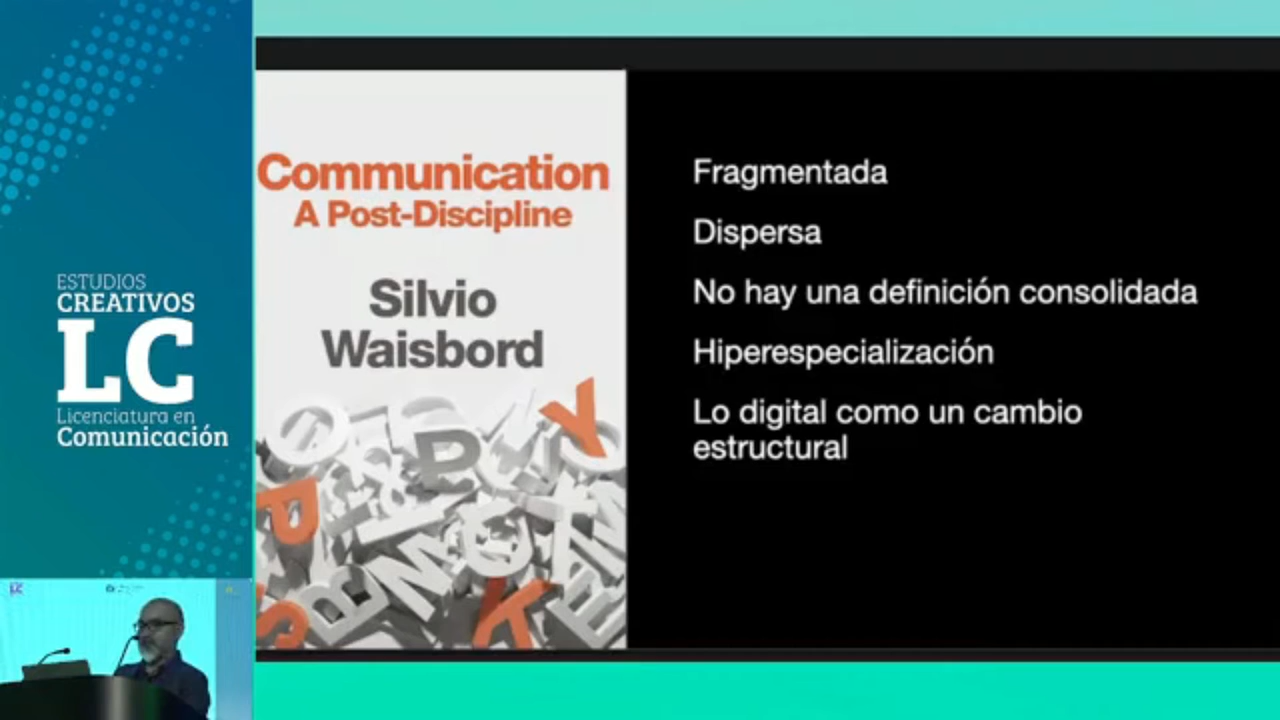 ESTUDIOS
CREATIVOS
LC
Licenciatura en
Comunicación
Communication
A Post-Discipline
Silvio
Waisbord
Fragmentada
Dispersa
No hay una definición consolidada
Hiperespecialización
Lo digital como un cambio
estructural